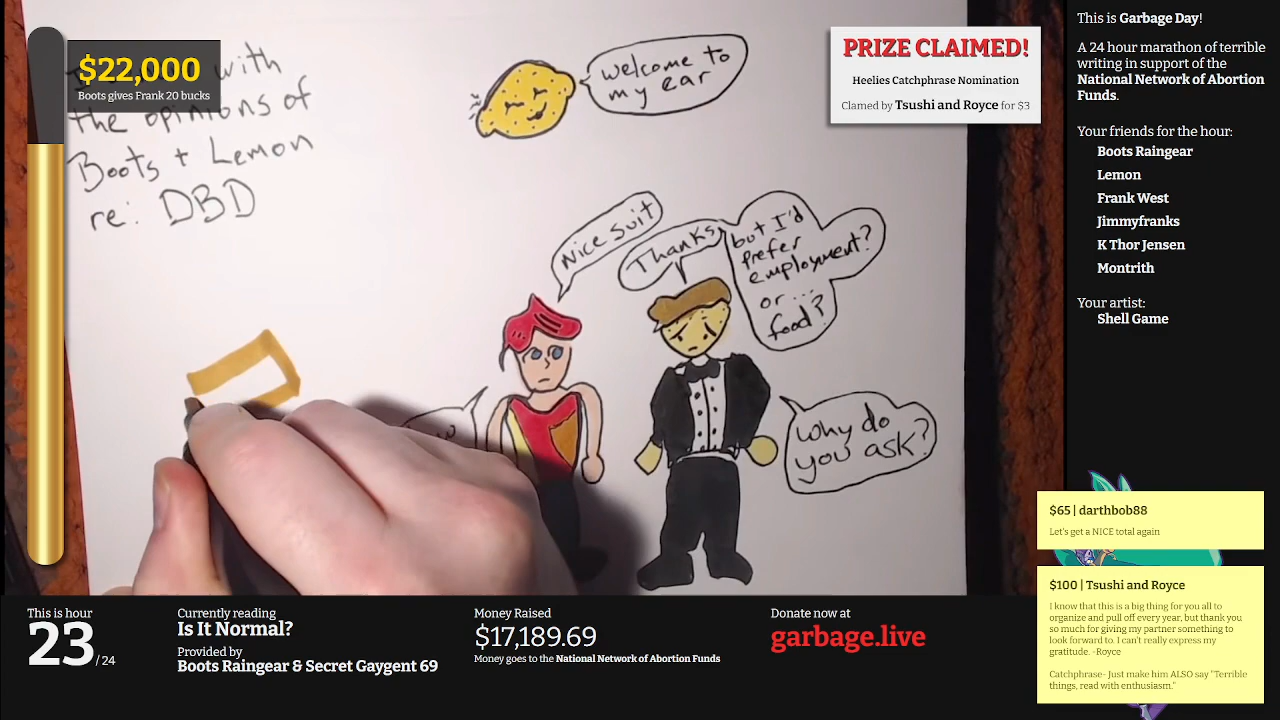 $22,000
Boots gives Frank 20 bucks
with
the opinions of
Boots + Lemon
re: DBD
welcome to
my ear
Nice suit
Thanks
but I'd
prefer
employment?
or ...
food?
why do
you ask?
PRIZE CLAIMED!
Heelies Catchphrase Nomination
Claimed by Tsushi and Royce for $3
This is Garbage Day!
A 24 hour marathon of terrible
writing in support of the
National Network of Abortion
Funds.
Your friends for the hour:
Boots Raingear
Lemon
Frank West
Jimmyfranks
K Thor Jensen
Montrith
Your artist:
Shell Game
$65 | darthbob88
Let's get a NICE total again
$100 | Tsushi and Royce
I know that this is a big thing for you all to
organize and pull off every year, but thank you
so much for giving my partner something to
look forward to. I can't really express my
gratitude. -Royce
Catchphrase- Just make him ALSO say "Terrible
things, read with enthusiasm."
This is hour
23 / 24
Currently reading
Is It Normal?
Provided by
Boots Raingear & Secret Gaygent 69
Money Raised
$17,189.69
Money goes to the National Network of Abortion Funds
Donate now at
garbage.live